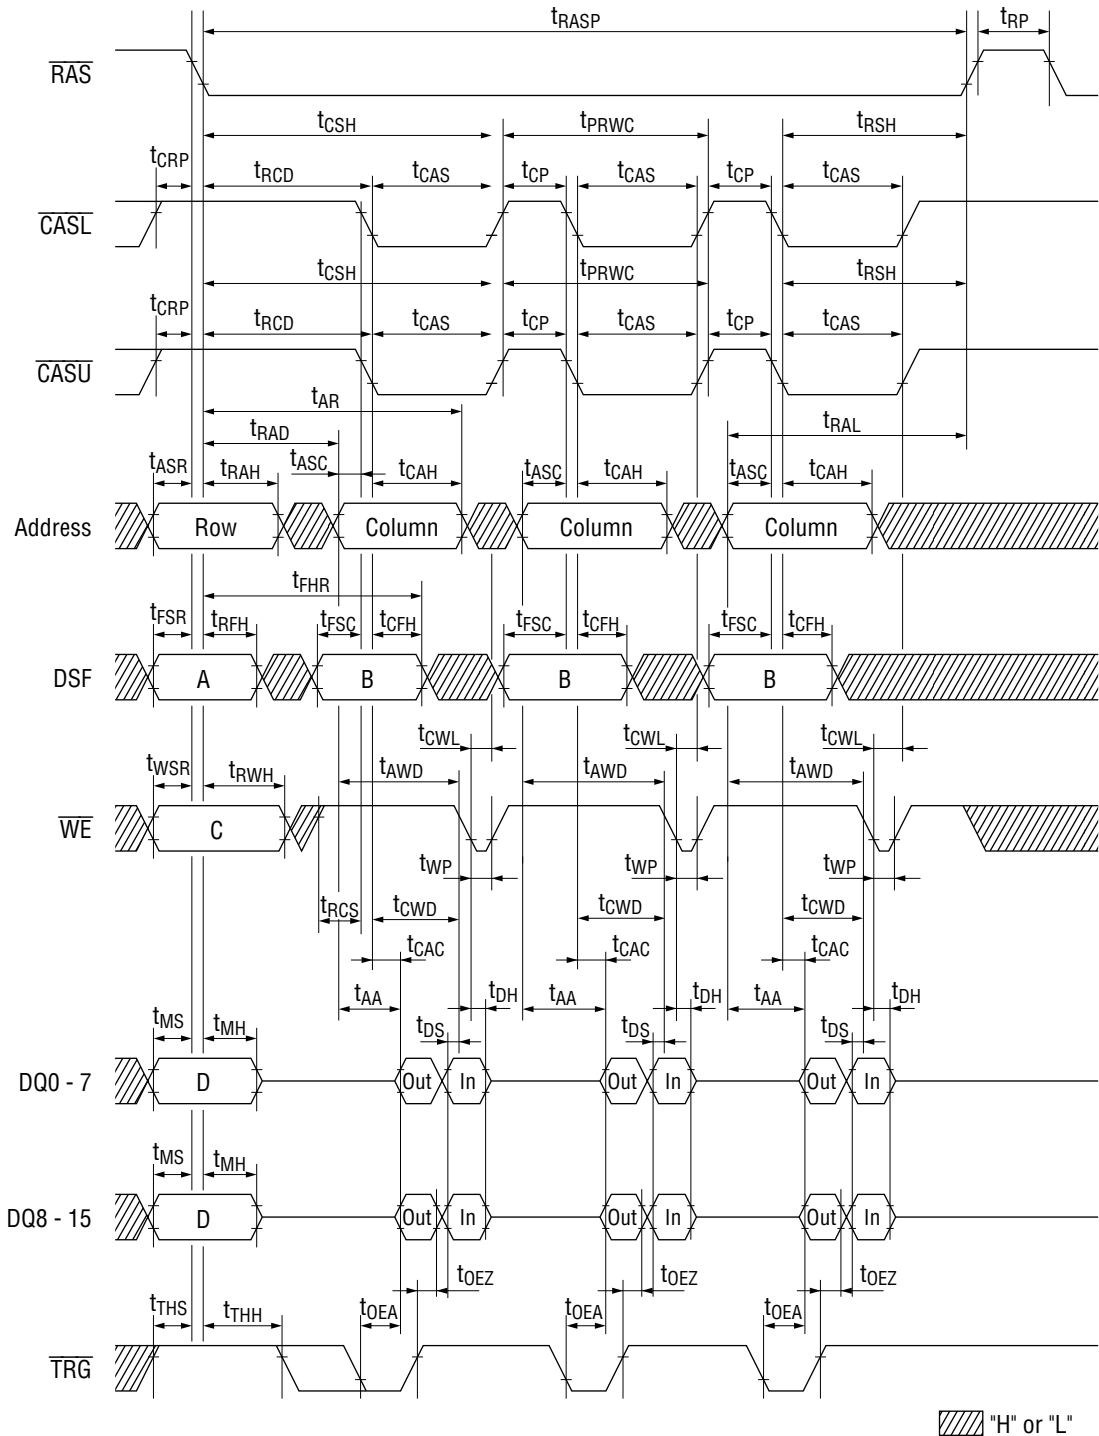 tRASP tRP
RAS
tCSH tPRWC tRSH
tCRP tRCD tCAS tCP tCAS tCP tCAS
CASL
tCSH tPRWC tRSH
tCRP tRCD tCAS tCP tCAS tCP tCAS
CASU
tAR
tRAD tRAL
tASR tRAH tASC tCAH tASC tCAH tASC tCAH
Address Row Column Column Column
tFHR
tFSR tRFH tFSC tCFH tFSC tCFH tFSC tCFH
DSF A B B B
tCWL tCWL tCWL
tWSR tRWH tAWD tAWD tAWD
WE C
tWP tWP tWP
tRCS tCWD tCWD tCWD
tCAC tCAC tCAC
tAA tDH tAA tDH tAA tDH
tMS tMH tDS tDS tDS
DQ0 - 7 D Out In Out In Out In
tMS tMH
DQ8 - 15 D Out In Out In Out In
tOEZ tOEZ tOEZ
tTHS tTHH tOEA tOEA tOEA
TRG
"H" or "L"